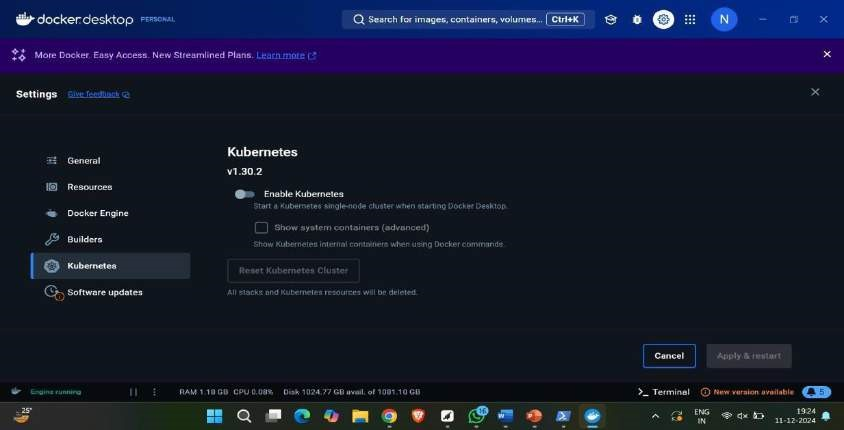 docker desktop PERSONAL
Search for images, containers, volumes... Ctrl+K
N
More Docker. Easy Access. New Streamlined Plans. Learn more
Settings Give feedback
General
Resources
Docker Engine
Builders
Kubernetes
Software updates
Kubernetes
v1.30.2
Enable Kubernetes
Start a Kubernetes single-node cluster when starting Docker Desktop.
Show system containers (advanced)
Show Kubernetes internal containers when using Docker commands.
Reset Kubernetes Cluster
All stacks and Kubernetes resources will be deleted.
Cancel Apply & restart
Engine running RAM 1.18 GB CPU 0.08% Disk 1024.77 GB avail. of 1081.10 GB Terminal New version available 5
25°
16
ENG
IN
19:24
11-12-2024